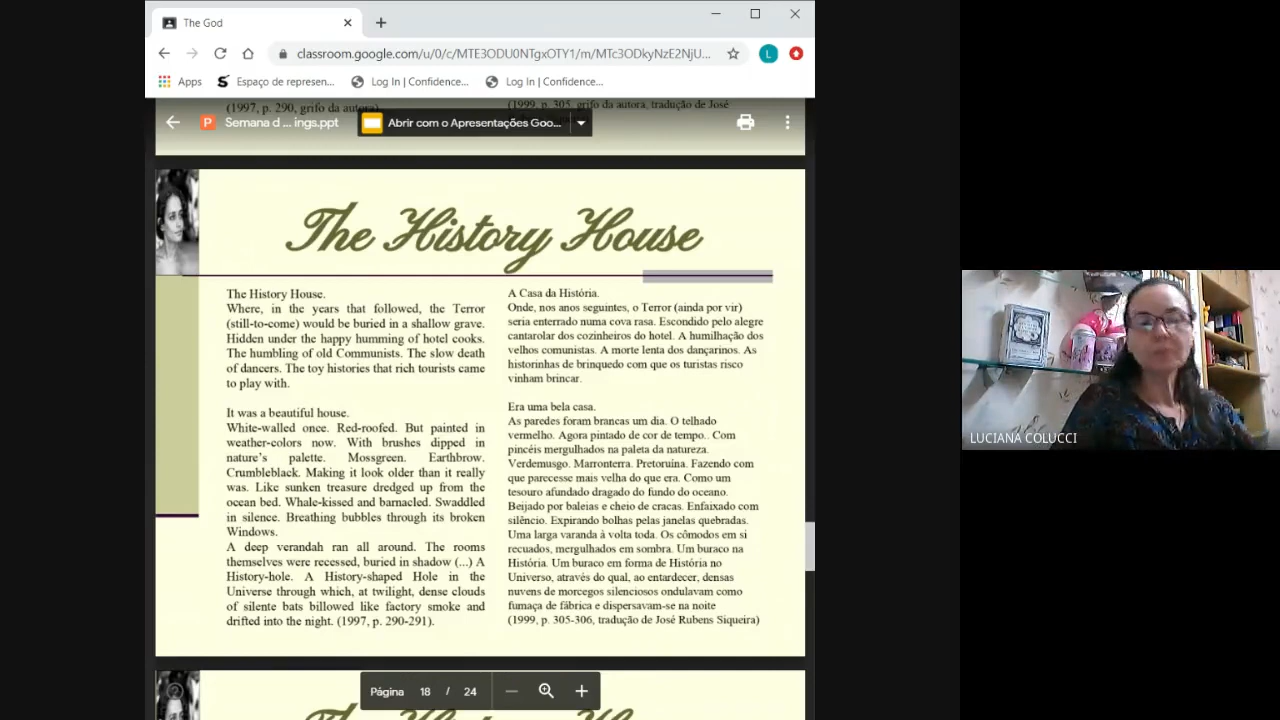 The God
classroom.google.com/u/0/c/MTE3ODU0NTgxOTY1/m/MTc3ODkyNzE2NjU...
L
Apps
Espaço de represen...
Log In | Confidence...
Log In | Confidence...
(1997, p. 290, grifo da autora)
(1999, p. 305, grifo da autora, tradução de José
P
Semana d ... ings.ppt
Abrir com o Apresentações Goo...
The History House
The History House.
Where, in the years that followed, the Terror
(still-to-come) would be buried in a shallow grave.
Hidden under the happy humming of hotel cooks.
The humbling of old Communists. The slow death
of dancers. The toy histories that rich tourists came
to play with.
It was a beautiful house.
White-walled once. Red-roofed. But painted in
weather-colors now. With brushes dipped in
nature's palette. Mossgreen. Earthbrow.
Crumbleblack. Making it look older than it really
was. Like sunken treasure dredged up from the
ocean bed. Whale-kissed and barnacled. Swaddled
in silence. Breathing bubbles through its broken
Windows.
A deep verandah ran all around. The rooms
themselves were recessed, buried in shadow (...) A
History-hole. A History-shaped Hole in the
Universe through which, at twilight, dense clouds
of silente bats billowed like factory smoke and
drifted into the night. (1997, p. 290-291).
A Casa da História.
Onde, nos anos seguintes, o Terror (ainda por vir)
seria enterrado numa cova rasa. Escondido pelo alegre
cantarolar dos cozinheiros do hotel. A humilhação dos
velhos comunistas. A morte lenta dos dançarinos. As
historinhas de brinquedo com que os turistas risco
vinham brincar.
Era uma bela casa.
As paredes foram brancas um dia. O telhado
vermelho. Agora pintado de cor de tempo.. Com
pincéis mergulhados na paleta da natureza.
Verdemusgo. Marronterra. Pretoruína. Fazendo com
que parecesse mais velha do que era. Como um
tesouro afundado dragado do fundo do oceano.
Beijado por baleias e cheio de cracas. Enfaixado com
silêncio. Expirando bolhas pelas janelas quebradas.
Uma larga varanda à volta toda. Os cômodos em si
recuados, mergulhados em sombra. Um buraco na
História. Um buraco em forma de História no
Universo, através do qual, ao entardecer, densas
nuvens de morcegos silenciosos ondulavam como
fumaça de fábrica e dispersavam-se na noite
(1999, p. 305-306, tradução de José Rubens Siqueira)
LUCIANA COLUCCI
Página 18 / 24